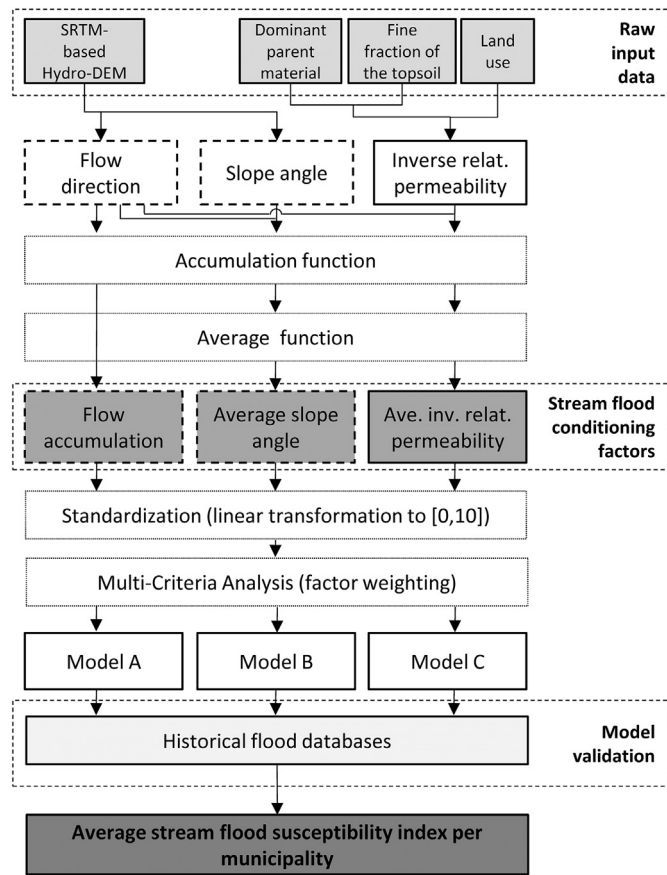 SRTM-
based
Hydro-DEM
Dominant
parent
material
Fine
fraction of
the topsoil
Land
use
Raw
input
data
Flow
direction
Slope angle
Inverse relat.
permeability
Accumulation function
Average function
Flow
accumulation
Average slope
angle
Ave. inv. relat.
permeability
Stream flood
conditioning
factors
Standardization (linear transformation to [0,10])
Multi-Criteria Analysis (factor weighting)
Model A
Model B
Model C
Historical flood databases
Model
validation
Average stream flood susceptibility index per
municipality